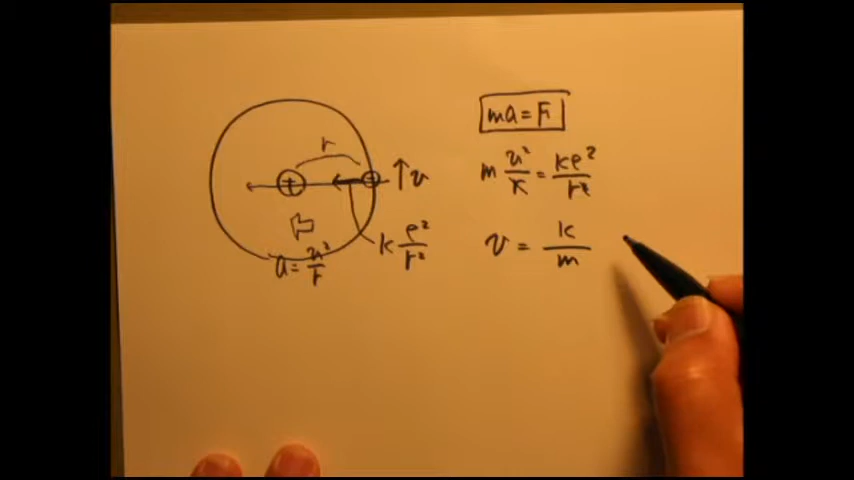 ma = F
r
m v²/r = ke²/r²
+
v
v = k/m
k e²/r²
a = v²/r